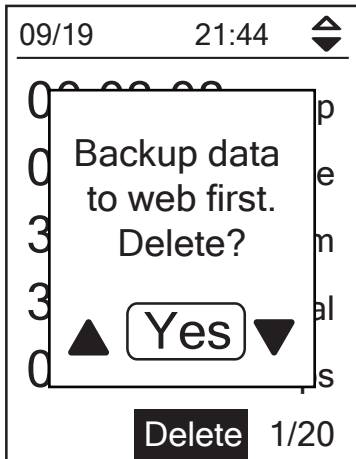 09/19 21:44
Backup data
to web first.
Delete?
Yes
Delete 1/20